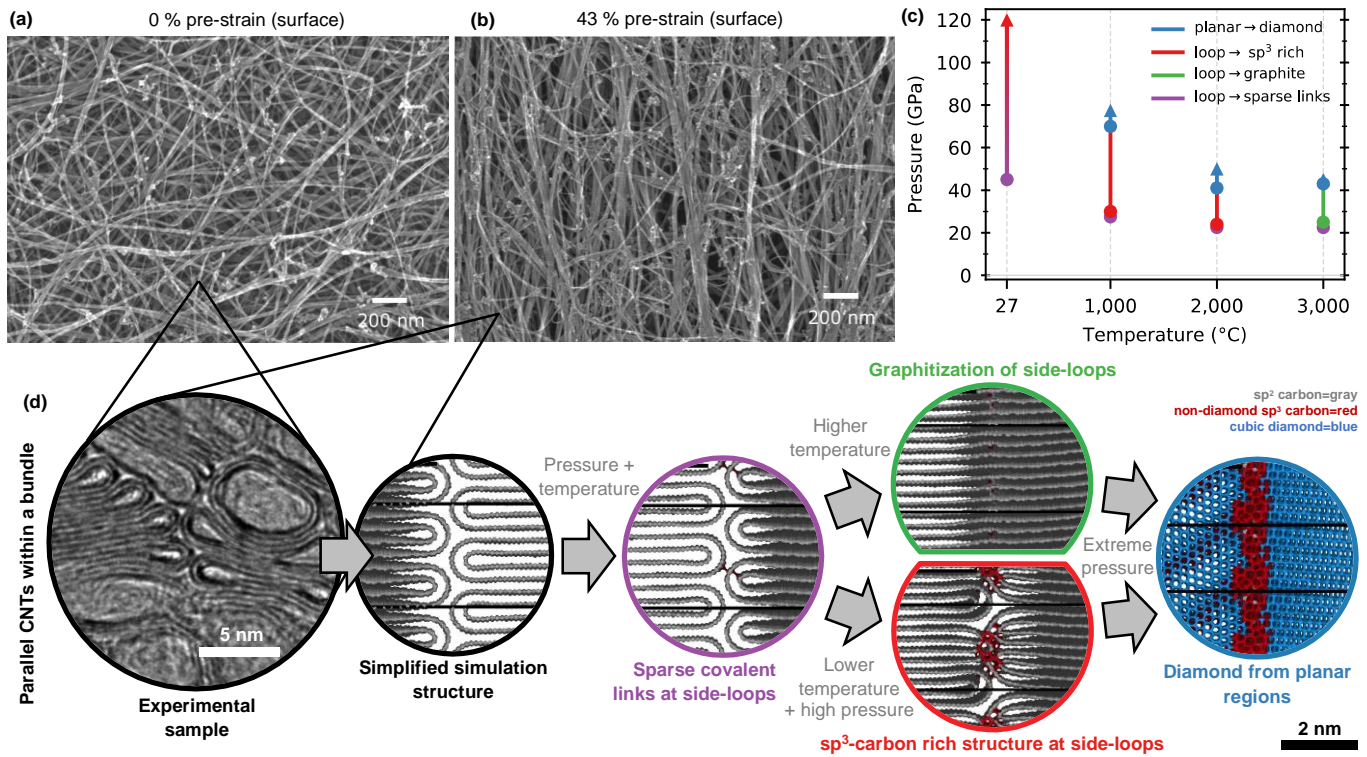 (a)
0 % pre-strain (surface)
200 nm
(b)
43 % pre-strain (surface)
200 nm
(c)
120
100
80
60
40
20
0
Pressure (GPa)
planar→diamond
loop→sp³ rich
loop→graphite
loop→sparse links
27
1,000
2,000
3,000
Temperature (°C)
(d)
Parallel CNTs within a bundle
5 nm
Experimental
sample
Simplified simulation
structure
Pressure +
temperature
Sparse covalent
links at side-loops
Higher
temperature
Lower
temperature
+ high pressure
Graphitization of side-loops
sp³-carbon rich structure at side-loops
Extreme
pressure
sp² carbon=gray
non-diamond sp³ carbon=red
cubic diamond=blue
Diamond from planar
regions
2 nm